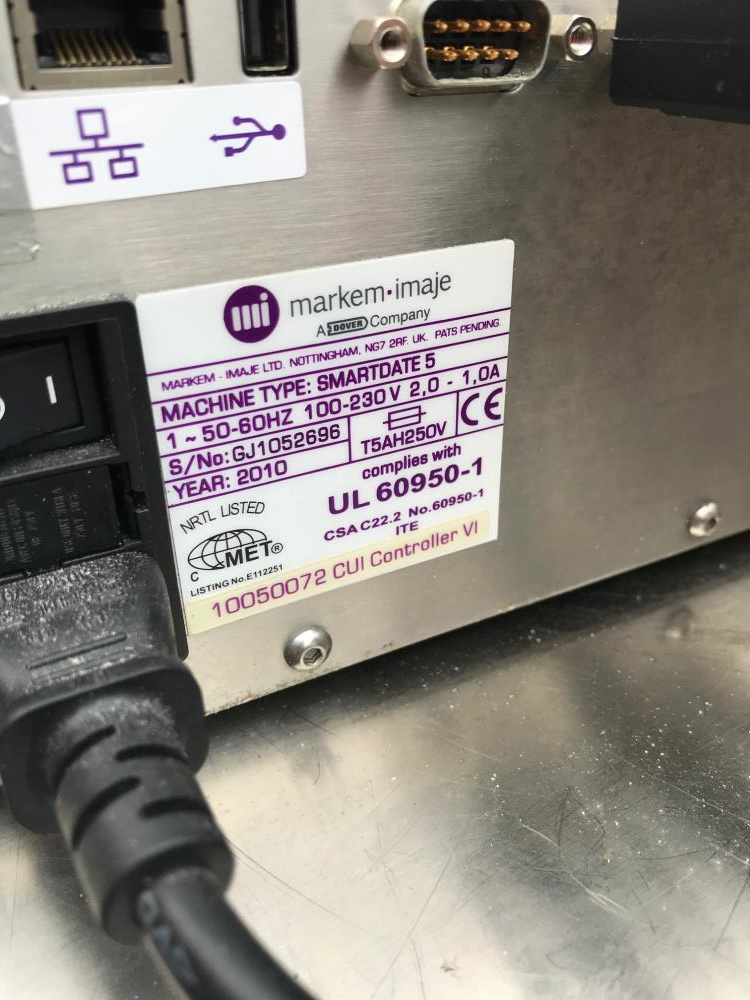 mi markem·imaje
A DOVER Company
MARKEM - IMAJE LTD. NOTTINGHAM, NG7 2RF. UK. PATS PENDING.
MACHINE TYPE: SMARTDATE 5
1 ~ 50-60HZ 100-230V 2,0 - 1,0A
S/No: GJ1052696
T5AH250V
CE
YEAR: 2010
complies with
UL 60950-1
CSA C22.2 No.60950-1
ITE
NRTL LISTED
C MET®
LISTING No.E112251
10050072 CUI Controller VI